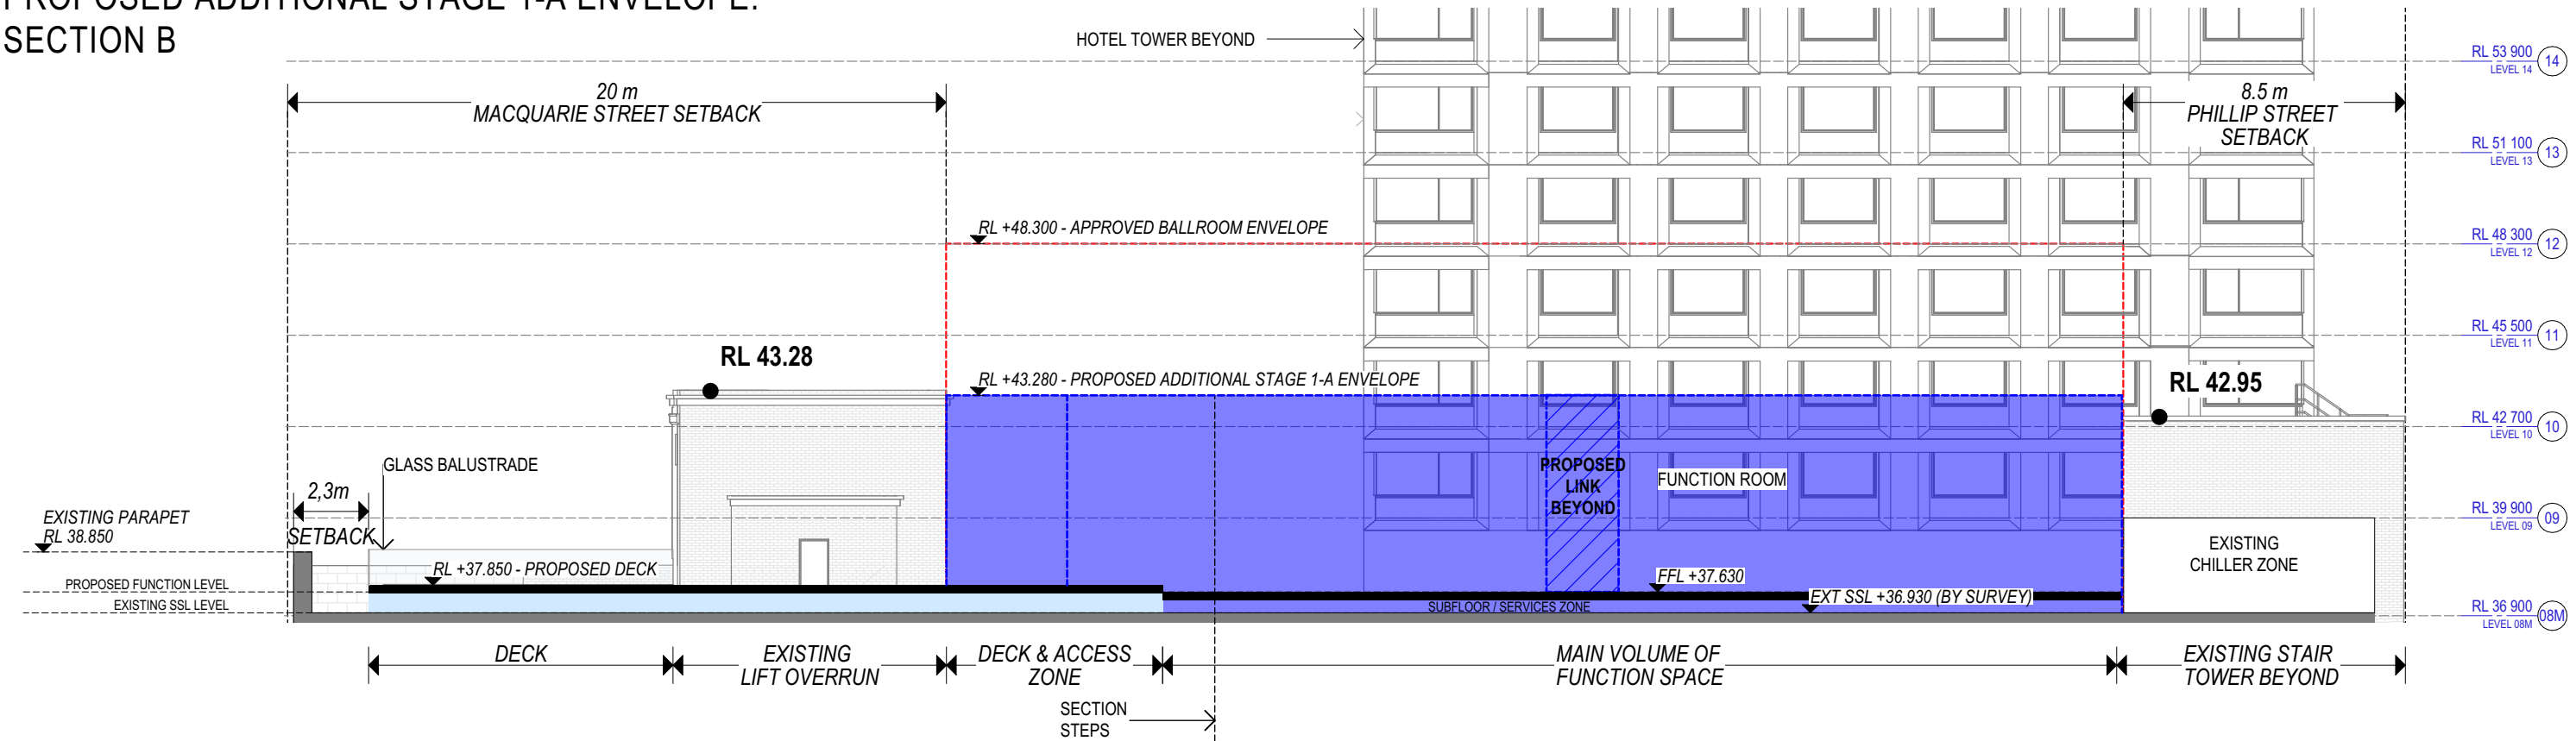 PROPOSED ADDITIONAL STAGE 1-A ENVELOPE:
SECTION B
HOTEL TOWER BEYOND
RL 53 900
LEVEL 14
14
20 m
MACQUARIE STREET SETBACK
8.5 m
PHILLIP STREET
SETBACK
RL 51 100
LEVEL 13
13
RL +48.300 - APPROVED BALLROOM ENVELOPE
RL 48 300
LEVEL 12
12
RL 45 500
LEVEL 11
11
RL 43.28
RL +43.280 - PROPOSED ADDITIONAL STAGE 1-A ENVELOPE
RL 42.95
RL 42 700
LEVEL 10
10
GLASS BALUSTRADE
PROPOSED
LINK
BEYOND
FUNCTION ROOM
2,3m
SETBACK
EXISTING PARAPET
RL 38.850
RL 39 900
LEVEL 09
09
EXISTING
CHILLER ZONE
RL +37.850 - PROPOSED DECK
FFL +37.630
PROPOSED FUNCTION LEVEL
EXISTING SSL LEVEL
SUBFLOOR / SERVICES ZONE
EXT SSL +36.930 (BY SURVEY)
RL 36 900
LEVEL 08M
08M
DECK
EXISTING
LIFT OVERRUN
DECK & ACCESS
ZONE
MAIN VOLUME OF
FUNCTION SPACE
EXISTING STAIR
TOWER BEYOND
SECTION
STEPS